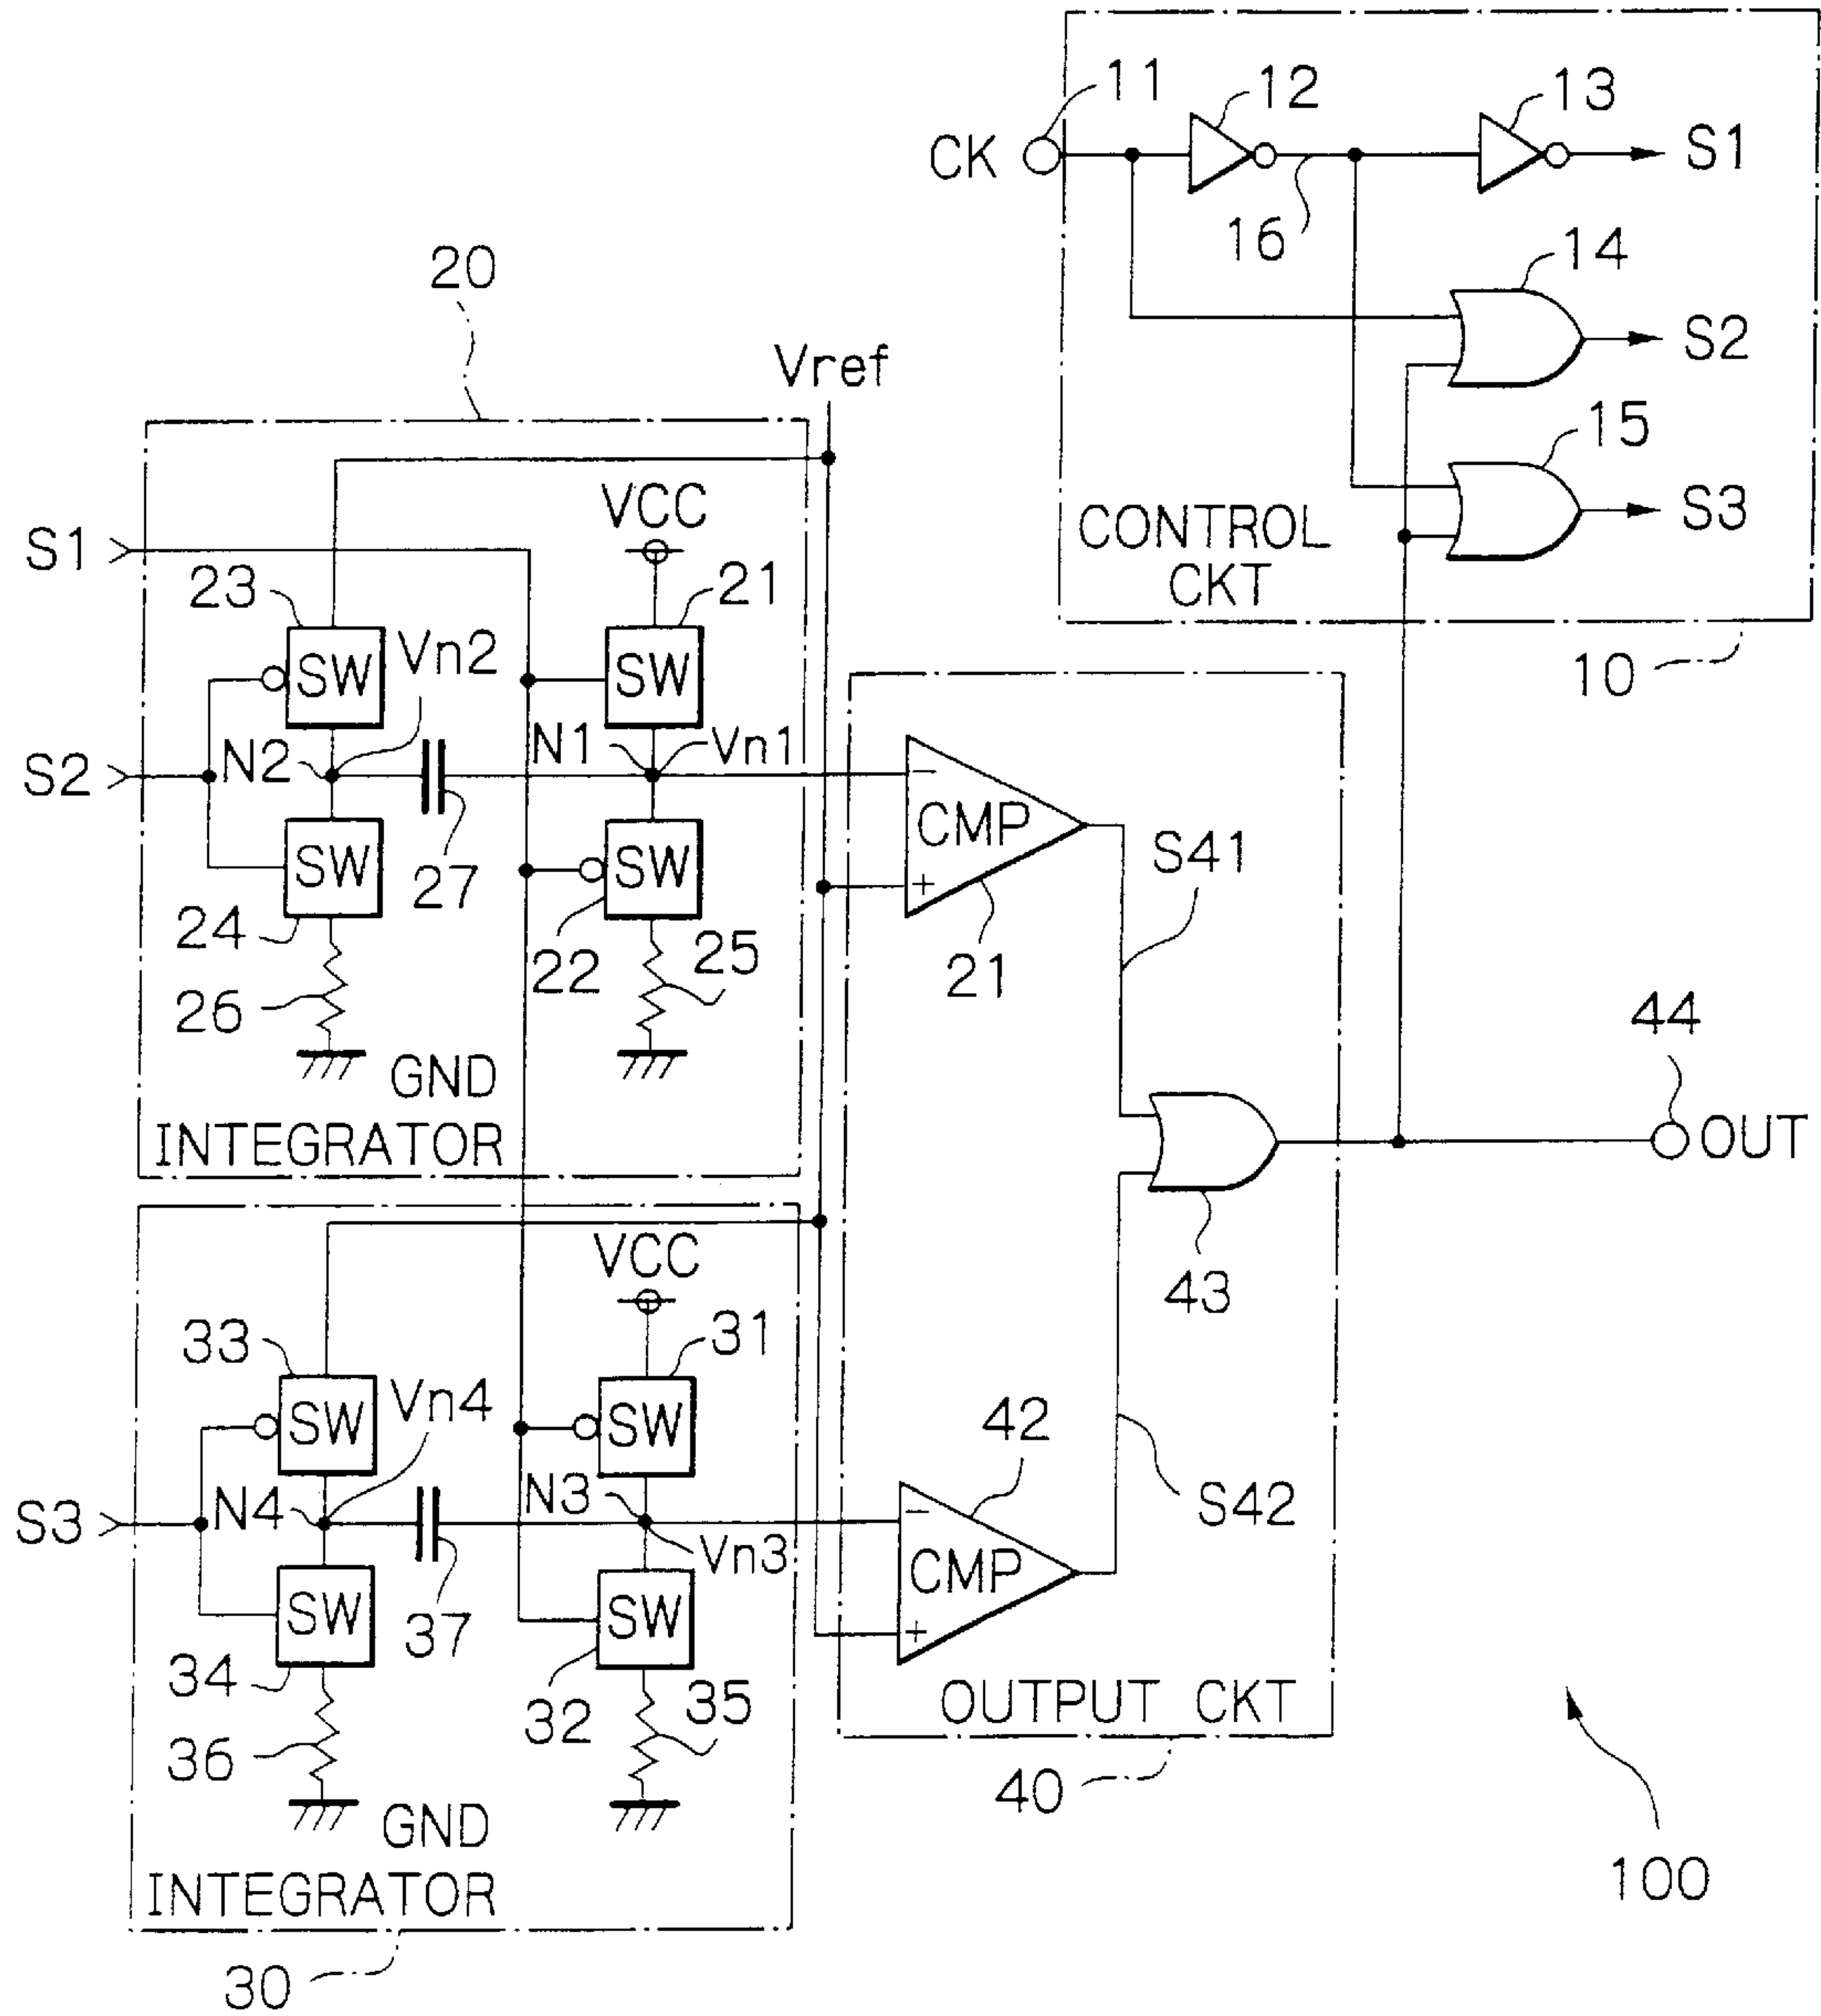 11
12
13
CK
S1
16
14
S2
15
S3
CONTROL
CKT
10
20
Vref
S1
VCC
23
21
SW
Vn2
SW
S2
N2
N1
Vn1
SW
27
SW
24
22
25
26
GND
INTEGRATOR
CMP
-
+
21
S41
44
OUT
43
VCC
33
31
SW
Vn4
SW
S3
N4
N3
Vn3
SW
37
SW
34
32
35
36
GND
INTEGRATOR
30
42
CMP
-
+
S42
OUTPUT CKT
40
100